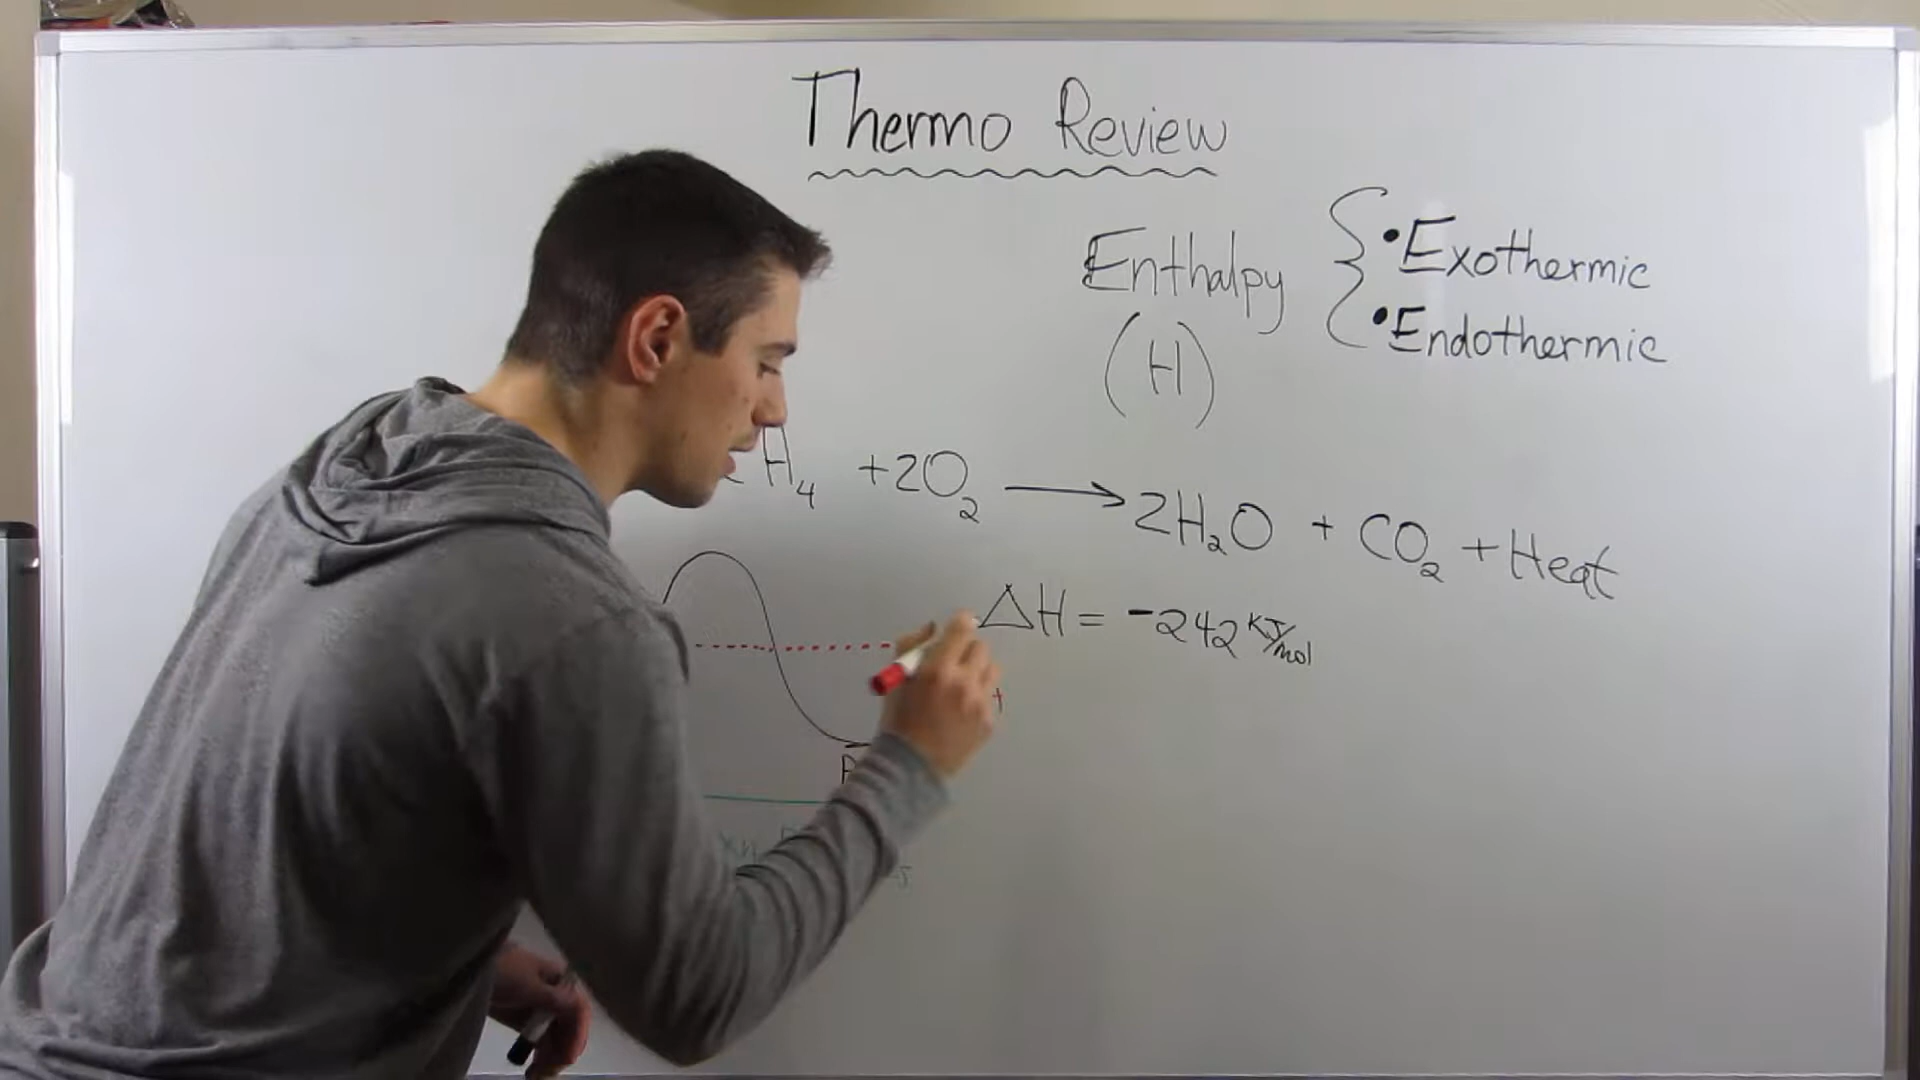 Thermo Review
Enthalpy
(H)
{ •Exothermic
•Endothermic
H₄ +2O₂ → 2H₂O + CO₂ + Heat
ΔH = -242 KJ/mol